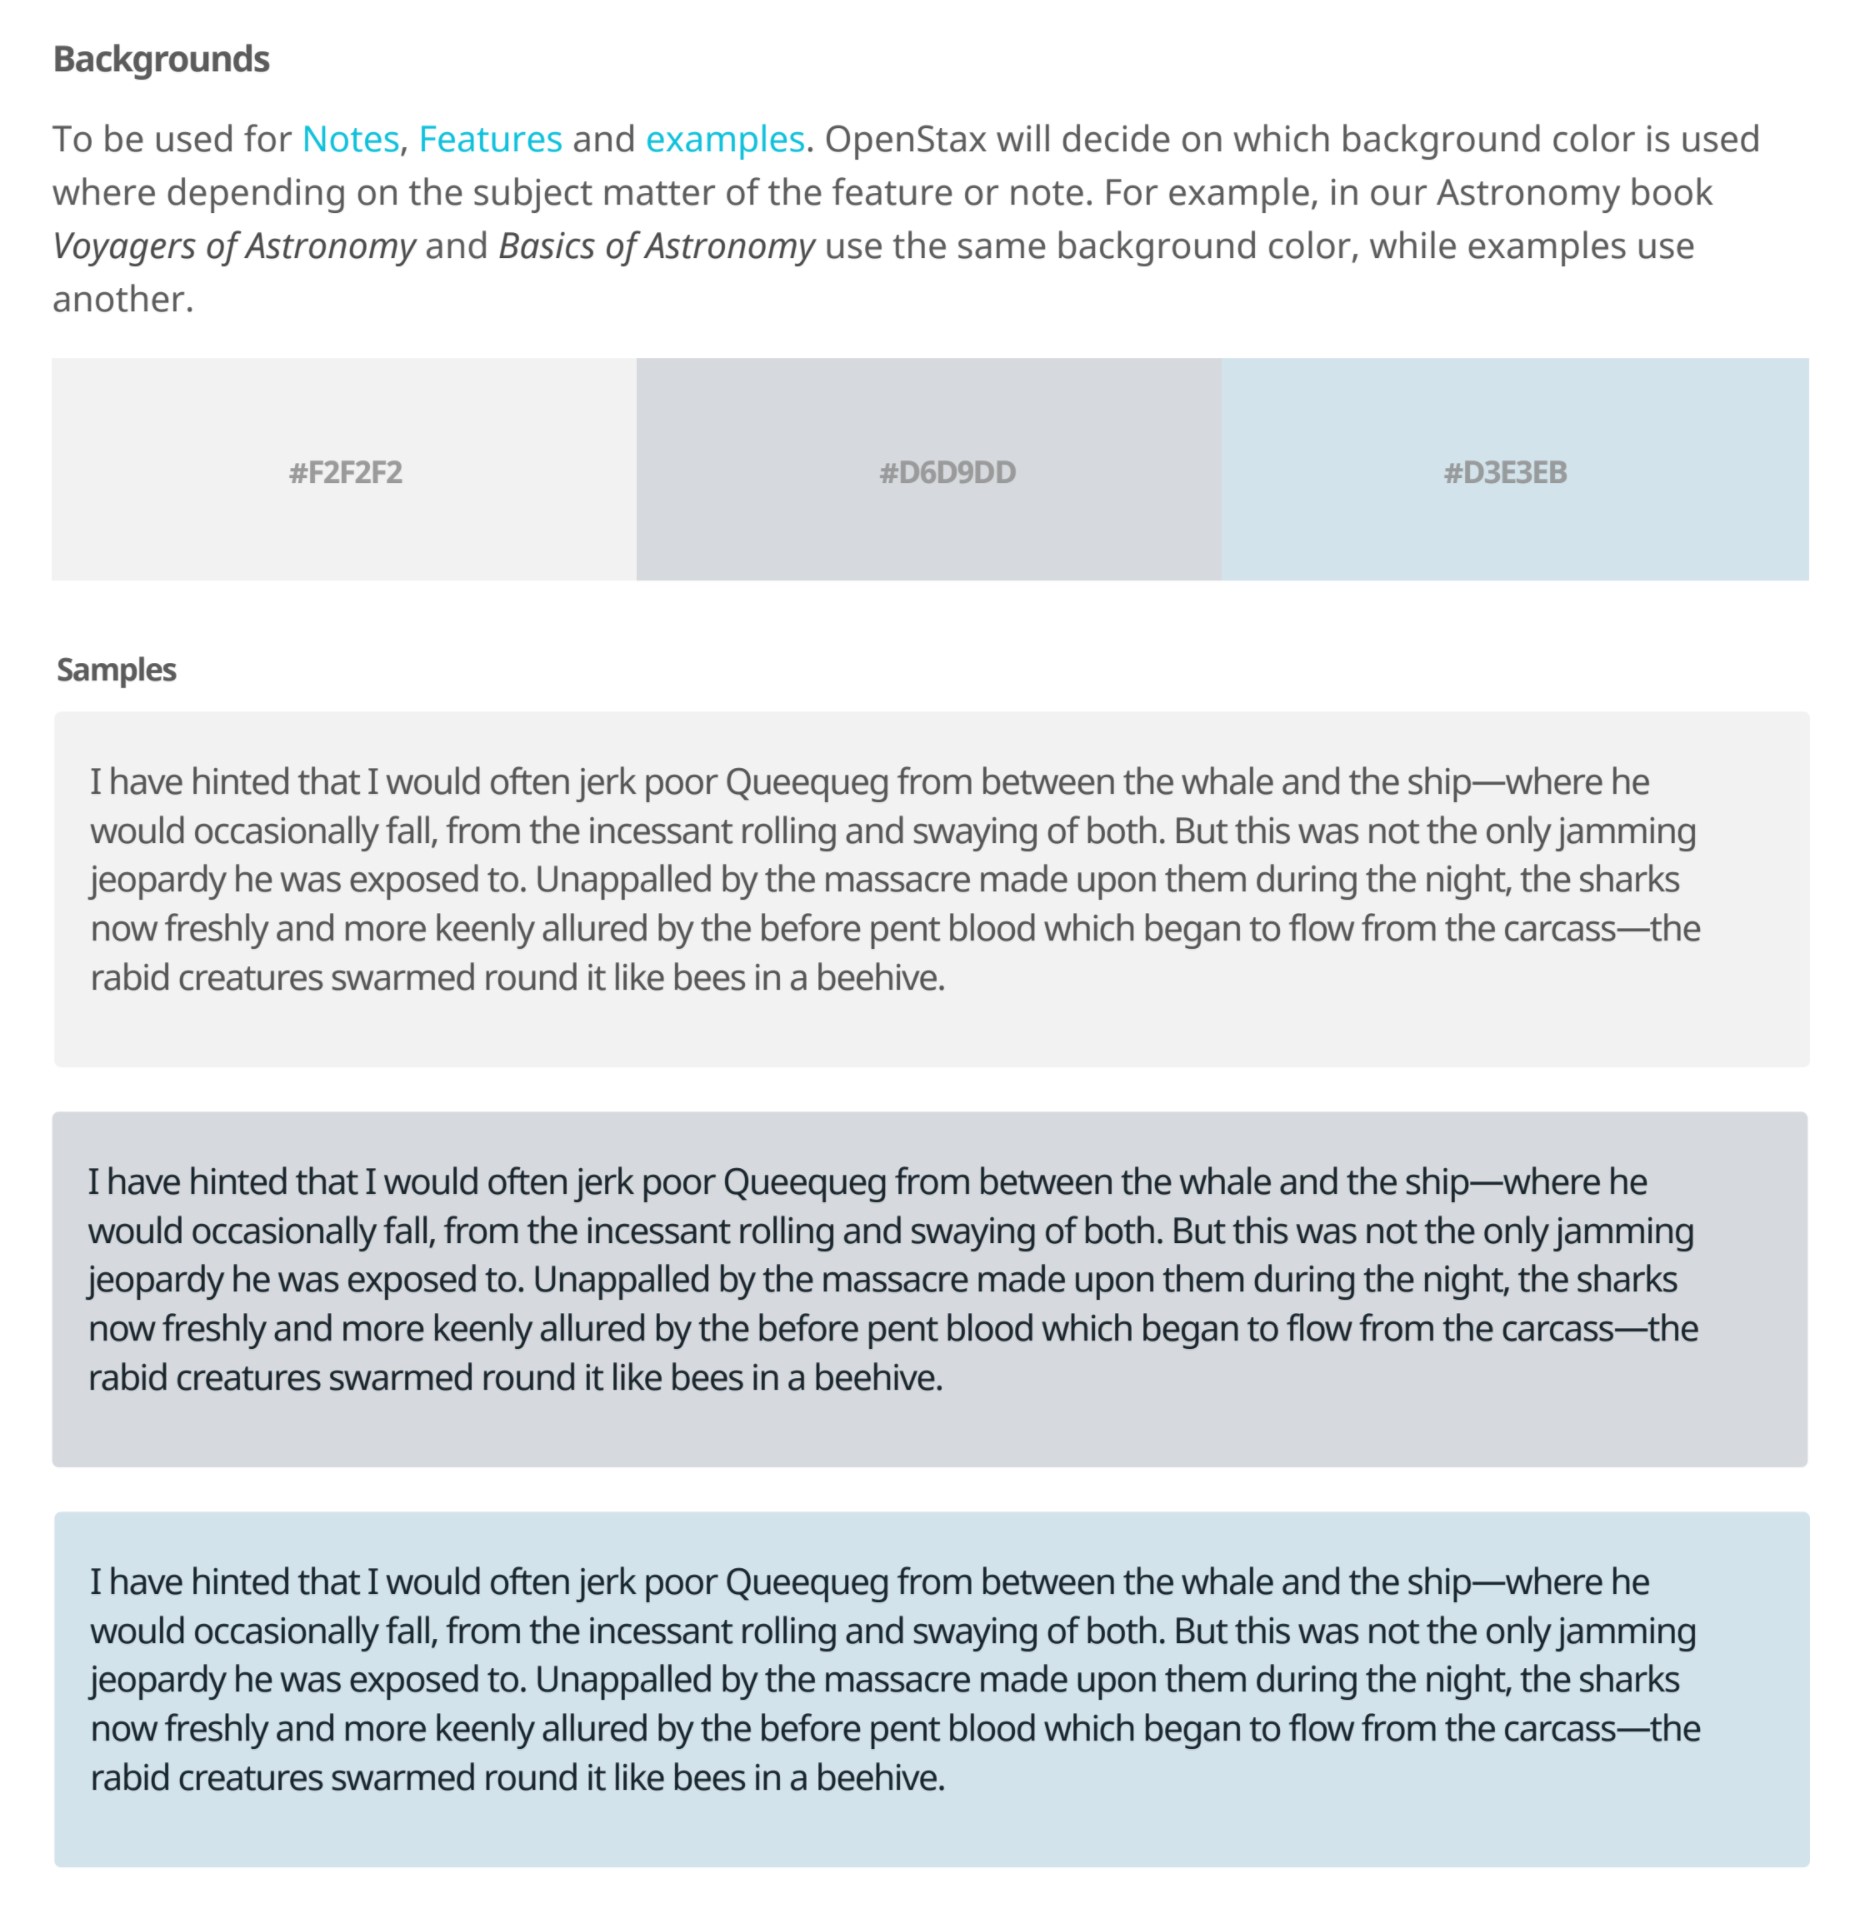 Backgrounds
To be used for Notes, Features and examples. OpenStax will decide on which background color is used
where depending on the subject matter of the feature or note. For example, in our Astronomy book
Voyagers of Astronomy and Basics of Astronomy use the same background color, while examples use
another.
#F2F2F2
#D6D9DD
#D3E3EB
Samples
I have hinted that I would often jerk poor Queequeg from between the whale and the ship—where he
would occasionally fall, from the incessant rolling and swaying of both. But this was not the only jamming
jeopardy he was exposed to. Unappalled by the massacre made upon them during the night, the sharks
now freshly and more keenly allured by the before pent blood which began to flow from the carcass—the
rabid creatures swarmed round it like bees in a beehive.
I have hinted that I would often jerk poor Queequeg from between the whale and the ship—where he
would occasionally fall, from the incessant rolling and swaying of both. But this was not the only jamming
jeopardy he was exposed to. Unappalled by the massacre made upon them during the night, the sharks
now freshly and more keenly allured by the before pent blood which began to flow from the carcass—the
rabid creatures swarmed round it like bees in a beehive.
I have hinted that I would often jerk poor Queequeg from between the whale and the ship—where he
would occasionally fall, from the incessant rolling and swaying of both. But this was not the only jamming
jeopardy he was exposed to. Unappalled by the massacre made upon them during the night, the sharks
now freshly and more keenly allured by the before pent blood which began to flow from the carcass—the
rabid creatures swarmed round it like bees in a beehive.